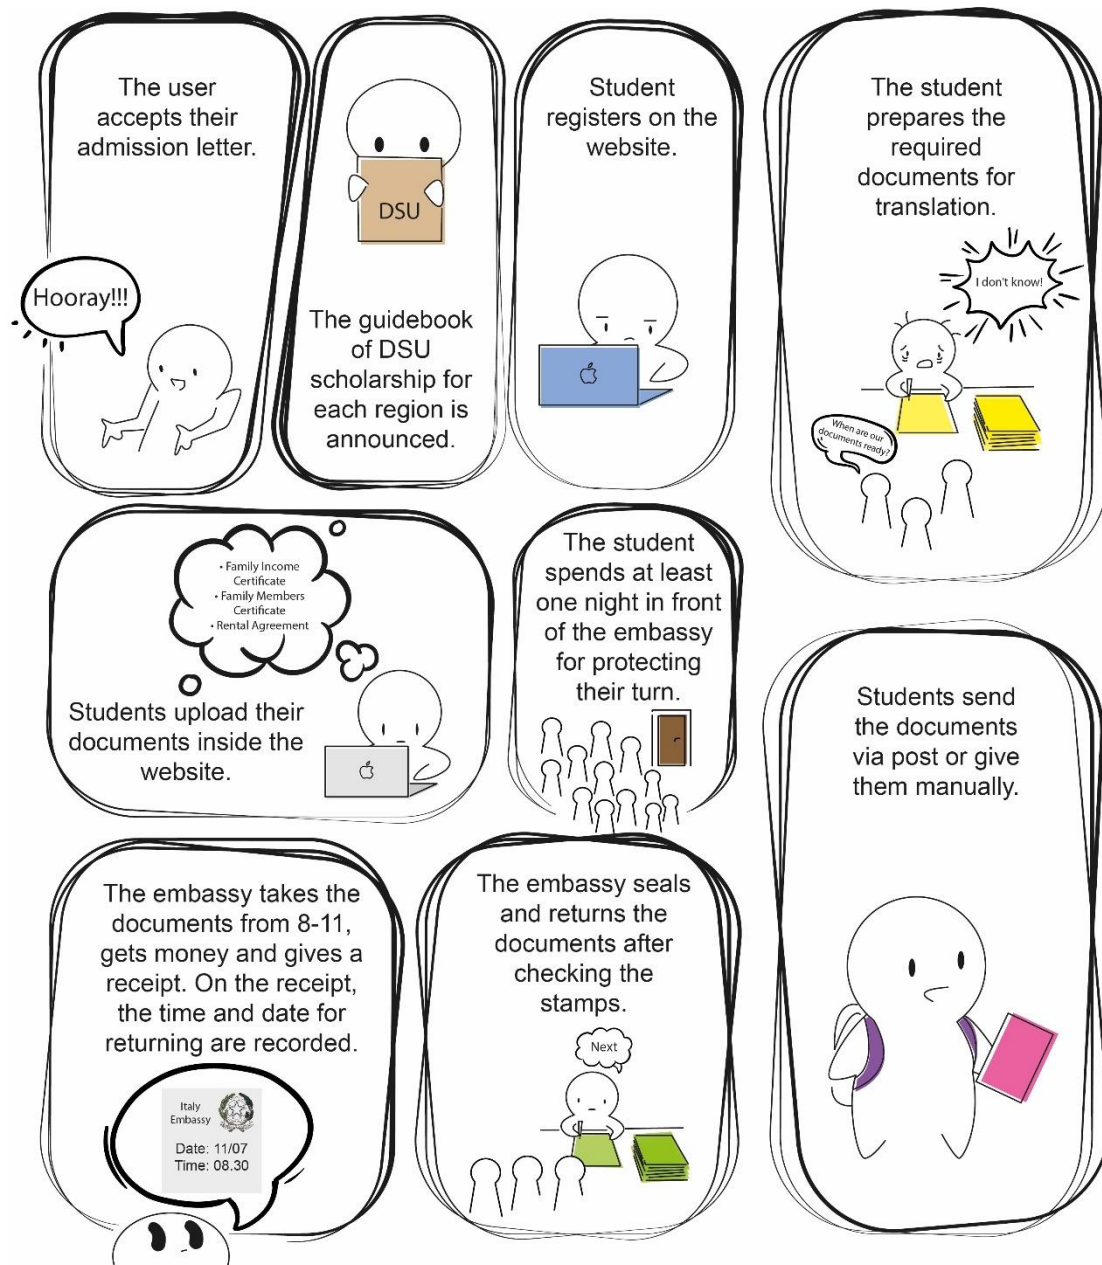 The user
accepts their
admission letter.
Hooray!!!
DSU
The guidebook
of DSU
scholarship for
each region is
announced.
Student
registers on the
website.
The student
prepares the
required
documents for
translation.
I don't know!
When are our
documents ready?
• Family Income
Certificate
• Family Members
Certificate
• Rental Agreement
Students upload their
documents inside the
website.
The student
spends at least
one night in front
of the embassy
for protecting
their turn.
Students send
the documents
via post or give
them manually.
The embassy takes the
documents from 8-11,
gets money and gives a
receipt. On the receipt,
the time and date for
returning are recorded.
Italy
Embassy
Date: 11/07
Time: 08.30
The embassy seals
and returns the
documents after
checking the
stamps.
Next